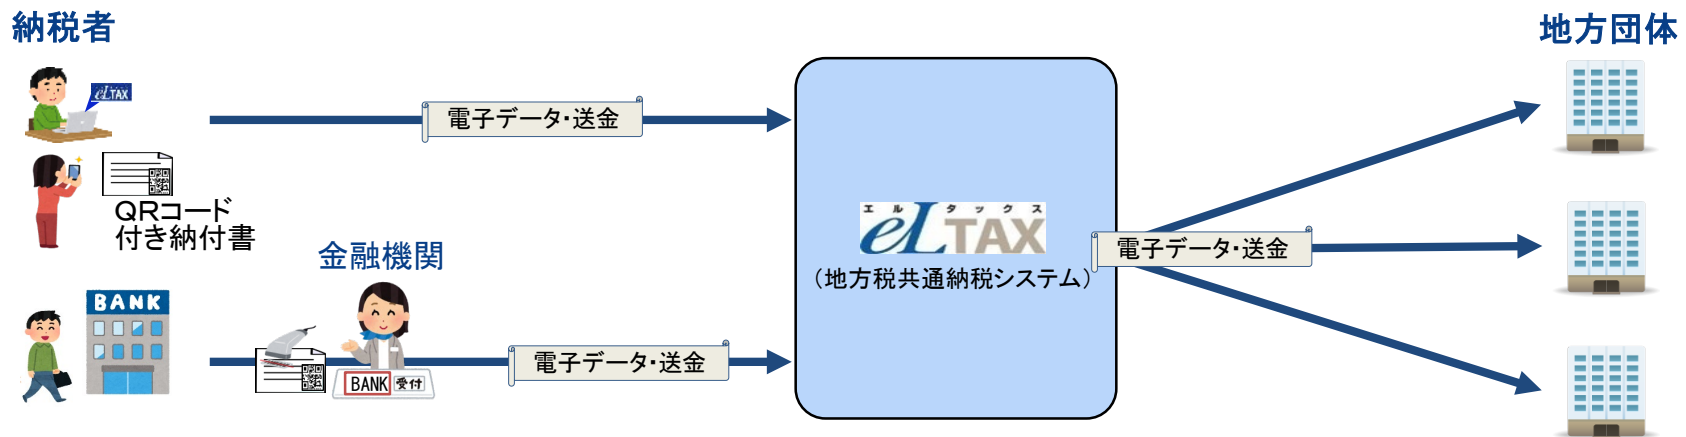 納税者
地方団体
eLTAX
電子データ・送金
QRコード
付き納付書
金融機関
エルタックス
eLTAX
(地方税共通納税システム)
電子データ・送金
BANK
電子データ・送金
BANK 受付